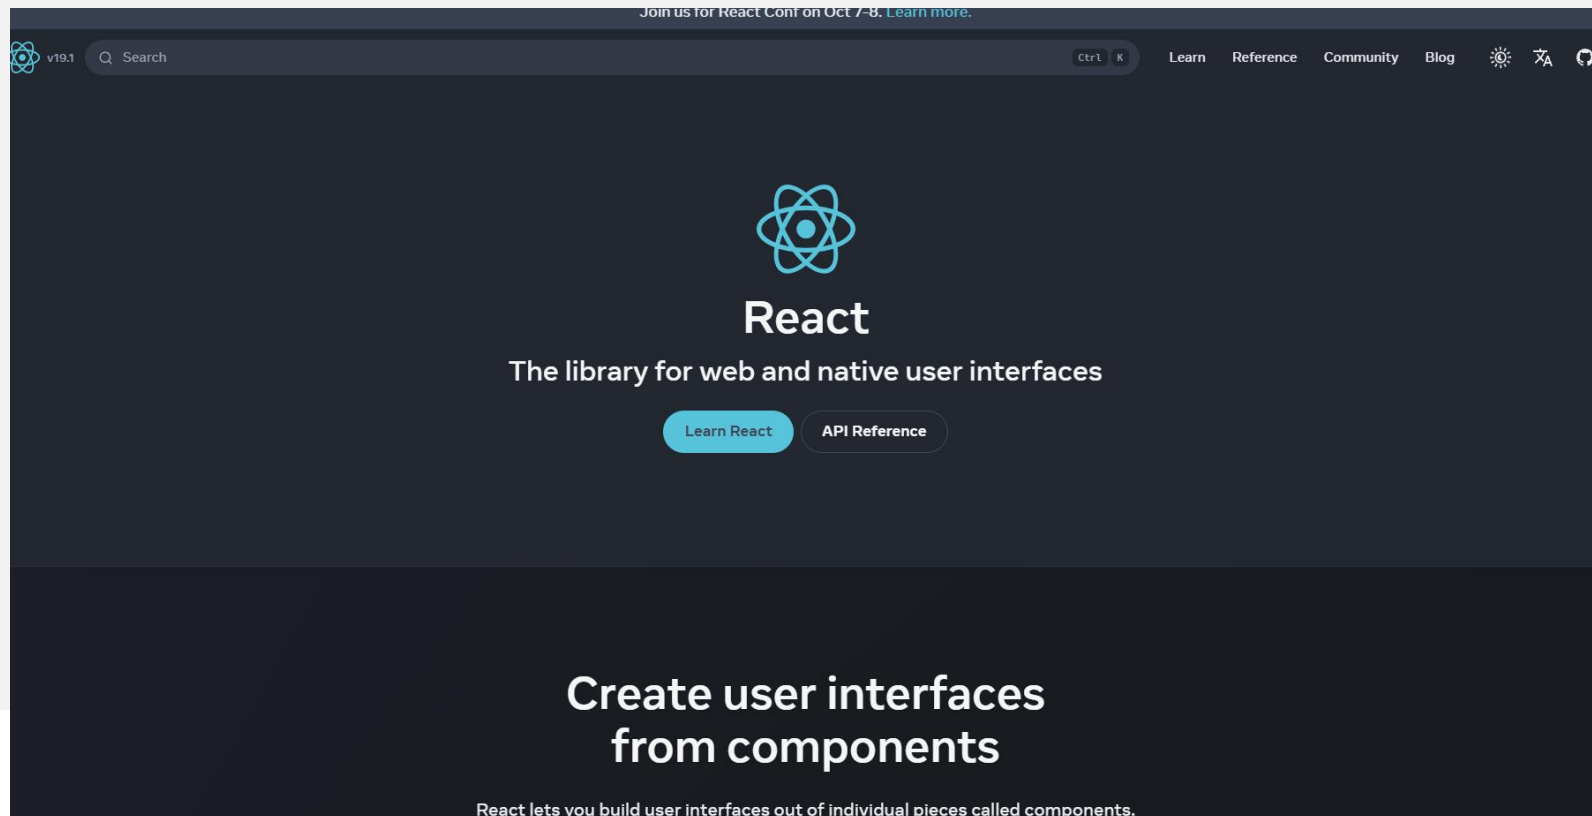 Join us for React Conf on Oct 7-8. Learn more.
v19.1 Search Ctrl K Learn Reference Community Blog
React
The library for web and native user interfaces
Learn React API Reference
Create user interfaces
from components
React lets you build user interfaces out of individual pieces called components.